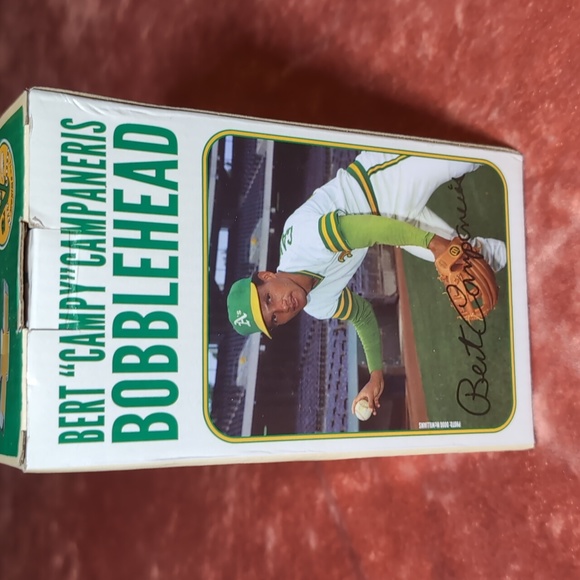 BERT "CAMPY" CAMPANERIS
BOBBLEHEAD
A's
Bert Campaneris